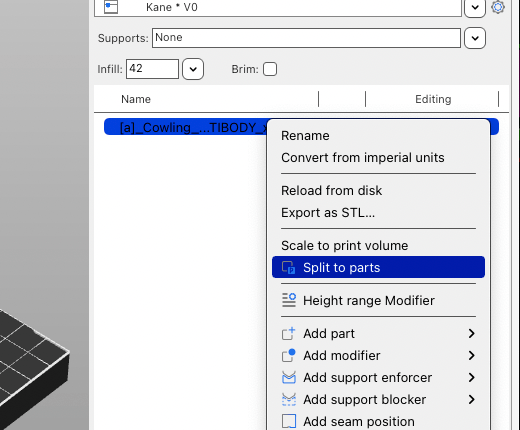 Kane * V0
Supports: None
Infill: 42 Brim:
Name Editing
[a]_Cowling_...TIBODY_x
Rename
Convert from imperial units
Reload from disk
Export as STL...
Scale to print volume
Split to parts
Height range Modifier
Add part
Add modifier
Add support enforcer
Add support blocker
Add seam position